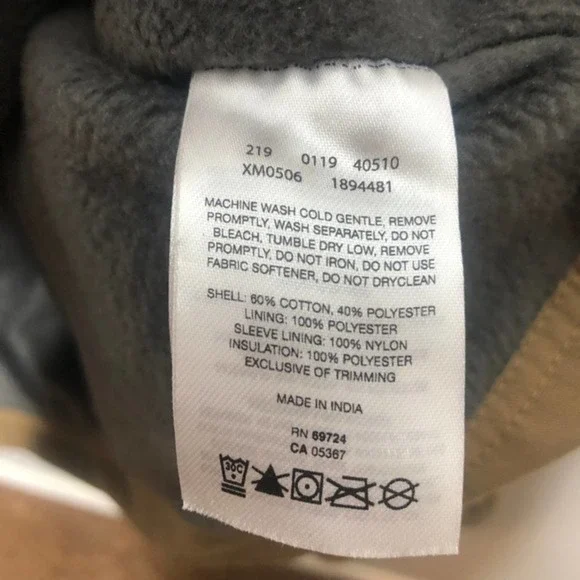 219 0119 40510
XM0506 1894481
MACHINE WASH COLD GENTLE, REMOVE
PROMPTLY, WASH SEPARATELY, DO NOT
BLEACH, TUMBLE DRY LOW, REMOVE
PROMPTLY, DO NOT IRON, DO NOT USE
FABRIC SOFTENER, DO NOT DRYCLEAN
SHELL: 60% COTTON, 40% POLYESTER
LINING: 100% POLYESTER
SLEEVE LINING: 100% NYLON
INSULATION: 100% POLYESTER
EXCLUSIVE OF TRIMMING
MADE IN INDIA
RN 69724
CA 05367
30C